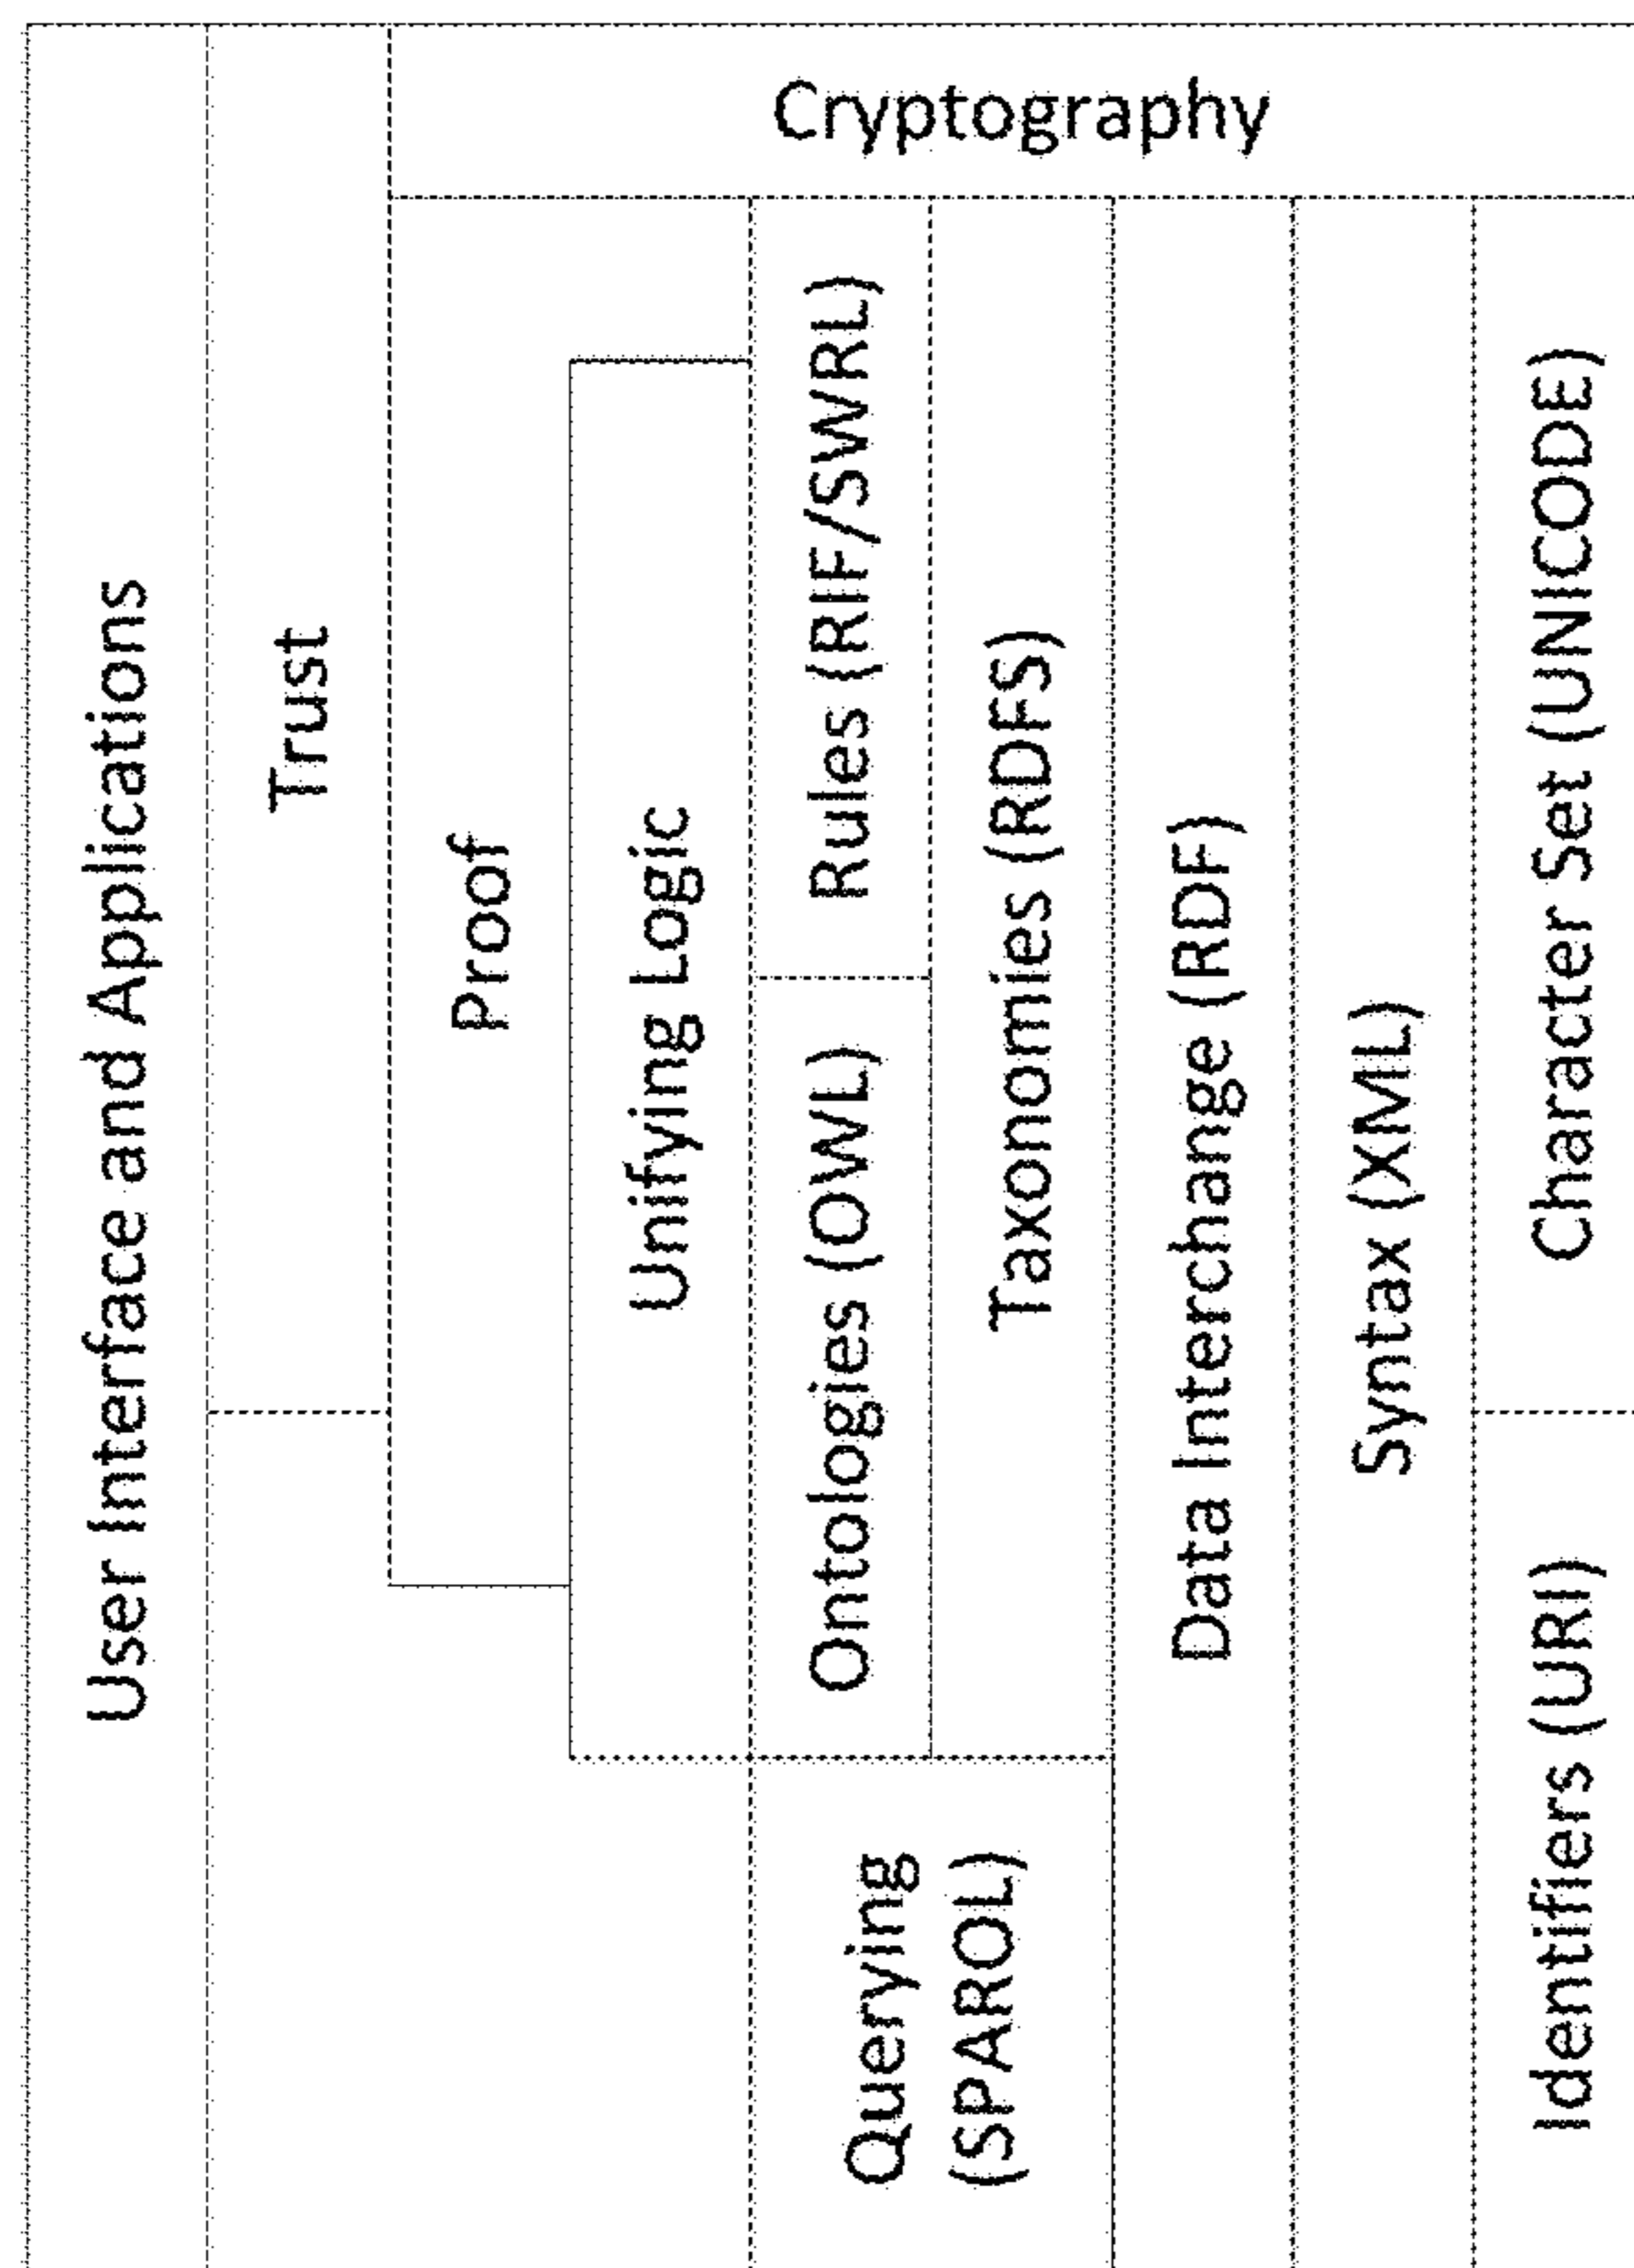 User Interface and Applications
Trust
Proof
Unifying Logic
Ontologies (OWL)
Rules (RIF/SWRL)
Querying
(SPAROL)
Taxonomies (RDFS)
Data Interchange (RDF)
Syntax (XML)
Identifiers (URI)
Character Set (UNICODE)
Cryptography